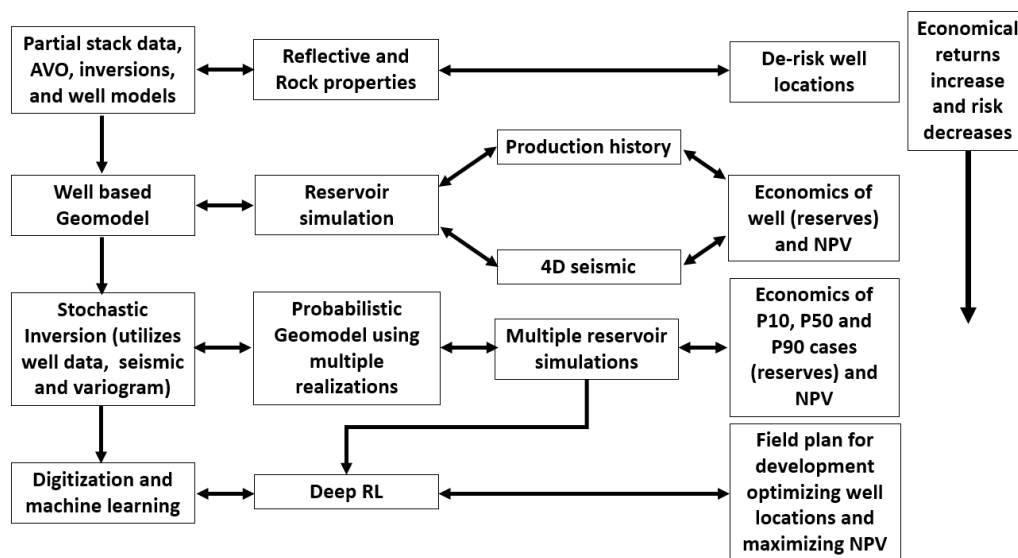 Partial stack data,
AVO, inversions,
and well models
Reflective and
Rock properties
De-risk well
locations
Economical
returns
increase
and risk
decreases
Well based
Geomodel
Reservoir
simulation
Production history
4D seismic
Economics of
well (reserves)
and NPV
Stochastic
Inversion (utilizes
well data, seismic
and variogram)
Probabilistic
Geomodel using
multiple
realizations
Multiple reservoir
simulations
Economics of
P10, P50 and
P90 cases
(reserves) and
NPV
Digitization and
machine learning
Deep RL
Field plan for
development
optimizing well
locations and
maximizing NPV